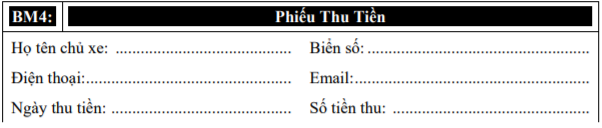 BM4: Phiếu Thu Tiền
Họ tên chủ xe: .......................................... Biển số: .....................................................
Điện thoại:................................................. Email:........................................................
Ngày thu tiền: ........................................... Số tiền thu: ...............................................